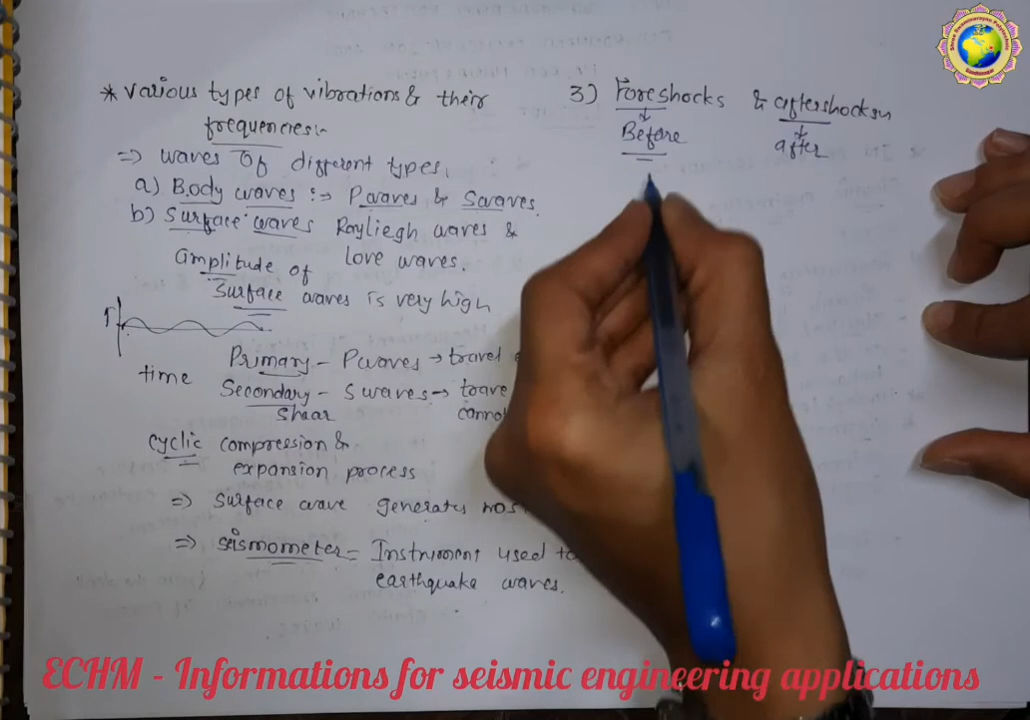 * Various types of vibrations & their
frequencies:-
=> Waves of different types,
a) Body waves :=> P waves & S waves.
b) Surface waves Rayliegh waves &
Love waves.
Amplitude of
Surface waves is very high
time
Primary - P waves → travel
Secondary - S waves →
Shear
cyclic compression &
expansion process
=> Surface wave generates
=> Seismometer = Instrument used to
earthquake waves.
3) Foreshocks & aftershocks
↓ ↓
Before after
ECHM - Informations for seismic engineering applications